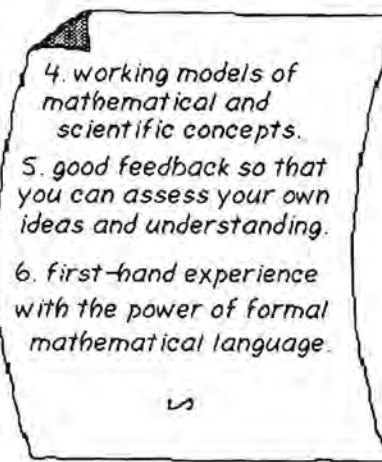 4. working models of
mathematical and
scientific concepts.
5. good feedback so that
you can assess your own
ideas and understanding.
6. first-hand experience
with the power of formal
mathematical language.